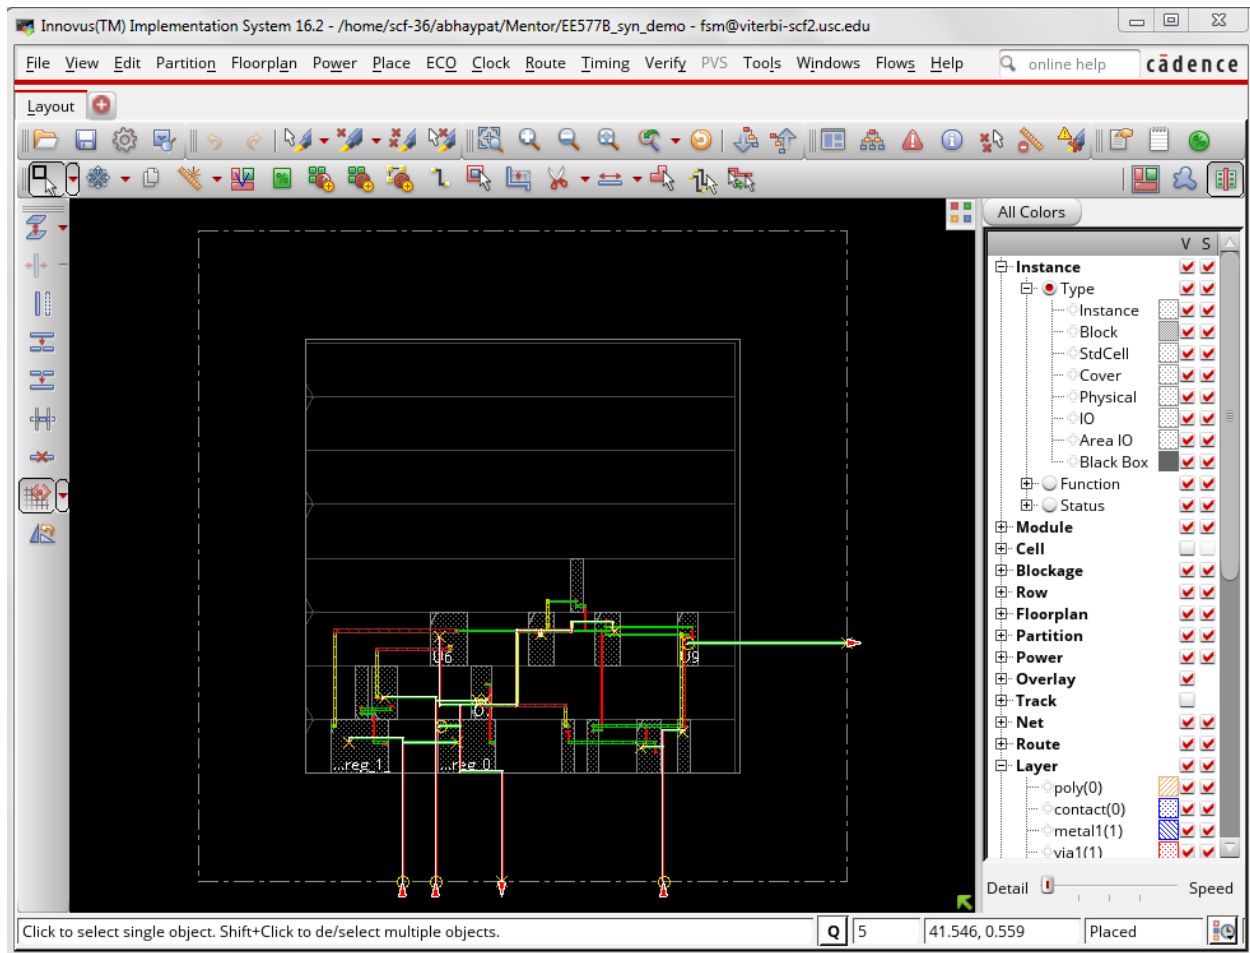 Innovus(TM) Implementation System 16.2 - /home/scf-36/abhaypat/Mentor/EE577B_syn_demo - fsm@viterbi-scf2.usc.edu
File View Edit Partition Floorplan Power Place ECO Clock Route Timing Verify PVS Tools Windows Flows Help online help cādence
Layout
All Colors
V S
Instance
Type
Instance
Block
StdCell
Cover
Physical
IO
Area IO
Black Box
Function
Status
Module
Cell
Blockage
Row
Floorplan
Partition
Power
Overlay
Track
Net
Route
Layer
poly(0)
contact(0)
metal1(1)
via1(1)
U6
U9
...reg_1_
...reg_0_
Detail Speed
Click to select single object. Shift+Click to de/select multiple objects. Q 5 41.546, 0.559 Placed